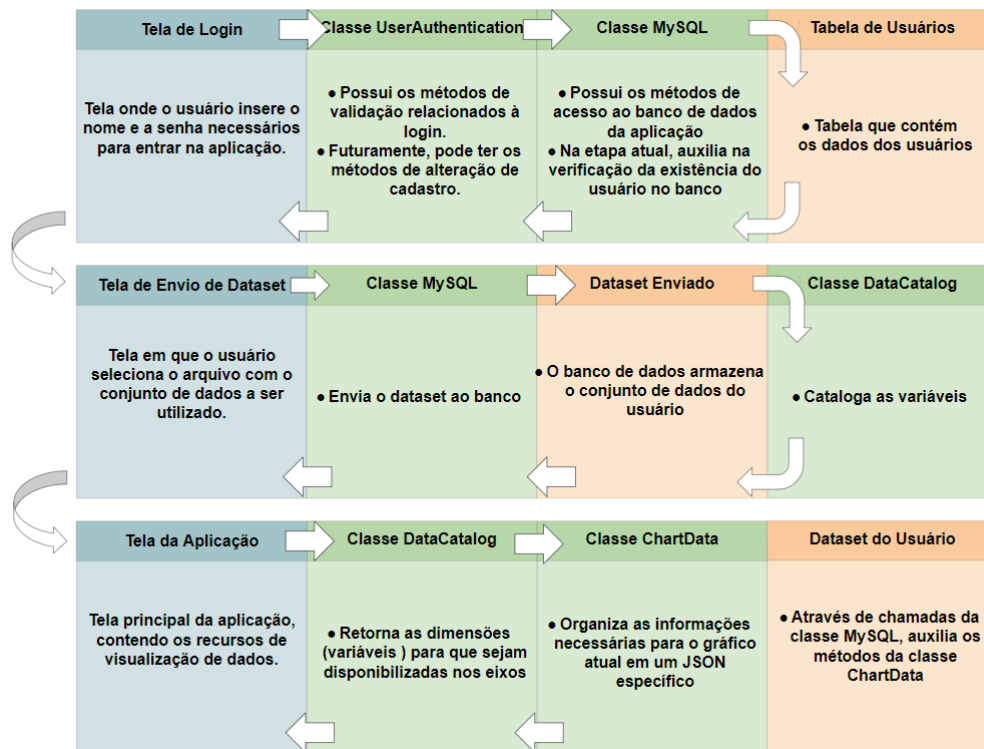 Tela de Login
Classe UserAuthentication
Classe MySQL
Tabela de Usuários
Tela onde o usuário insere o
nome e a senha necessários
para entrar na aplicação.
● Possui os métodos de
validação relacionados à
login.
● Futuramente, pode ter os
métodos de alteração de
cadastro.
● Possui os métodos de
acesso ao banco de dados
da aplicação
● Na etapa atual, auxilia na
verificação da existência do
usuário no banco
● Tabela que contém
os dados dos usuários
Tela de Envio de Dataset
Classe MySQL
Dataset Enviado
Classe DataCatalog
Tela em que o usuário
seleciona o arquivo com o
conjunto de dados a ser
utilizado.
● Envia o dataset ao banco
● O banco de dados armazena
o conjunto de dados do
usuário
● Cataloga as variáveis
Tela da Aplicação
Classe DataCatalog
Classe ChartData
Dataset do Usuário
Tela principal da aplicação,
contendo os recursos de
visualização de dados.
● Retorna as dimensões
(variáveis ) para que sejam
disponibilizadas nos eixos
● Organiza as informações
necessárias para o gráfico
atual em um JSON
específico
● Através de chamadas da
classe MySQL, auxilia os
métodos da classe
ChartData